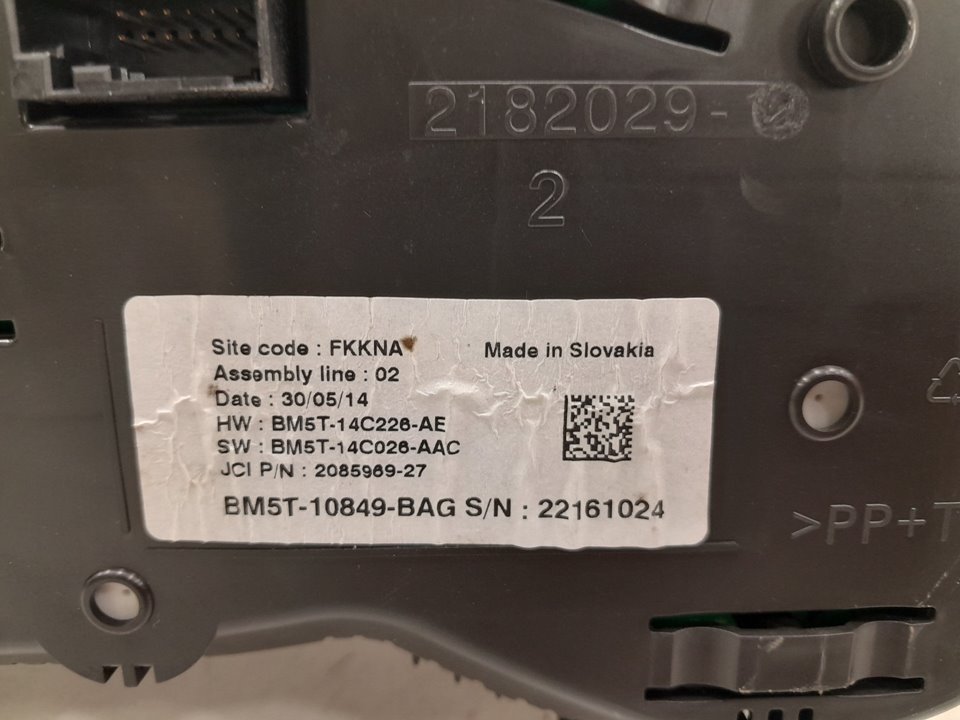 2182029-
2
Site code : FKKNA
Made in Slovakia
Assembly line : 02
Date : 30/05/14
HW : BM5T-14C226-AE
SW : BM5T-14C026-AAC
JCI P/N : 2085969-27
BM5T-10849-BAG S/N : 22161024
>PP+T